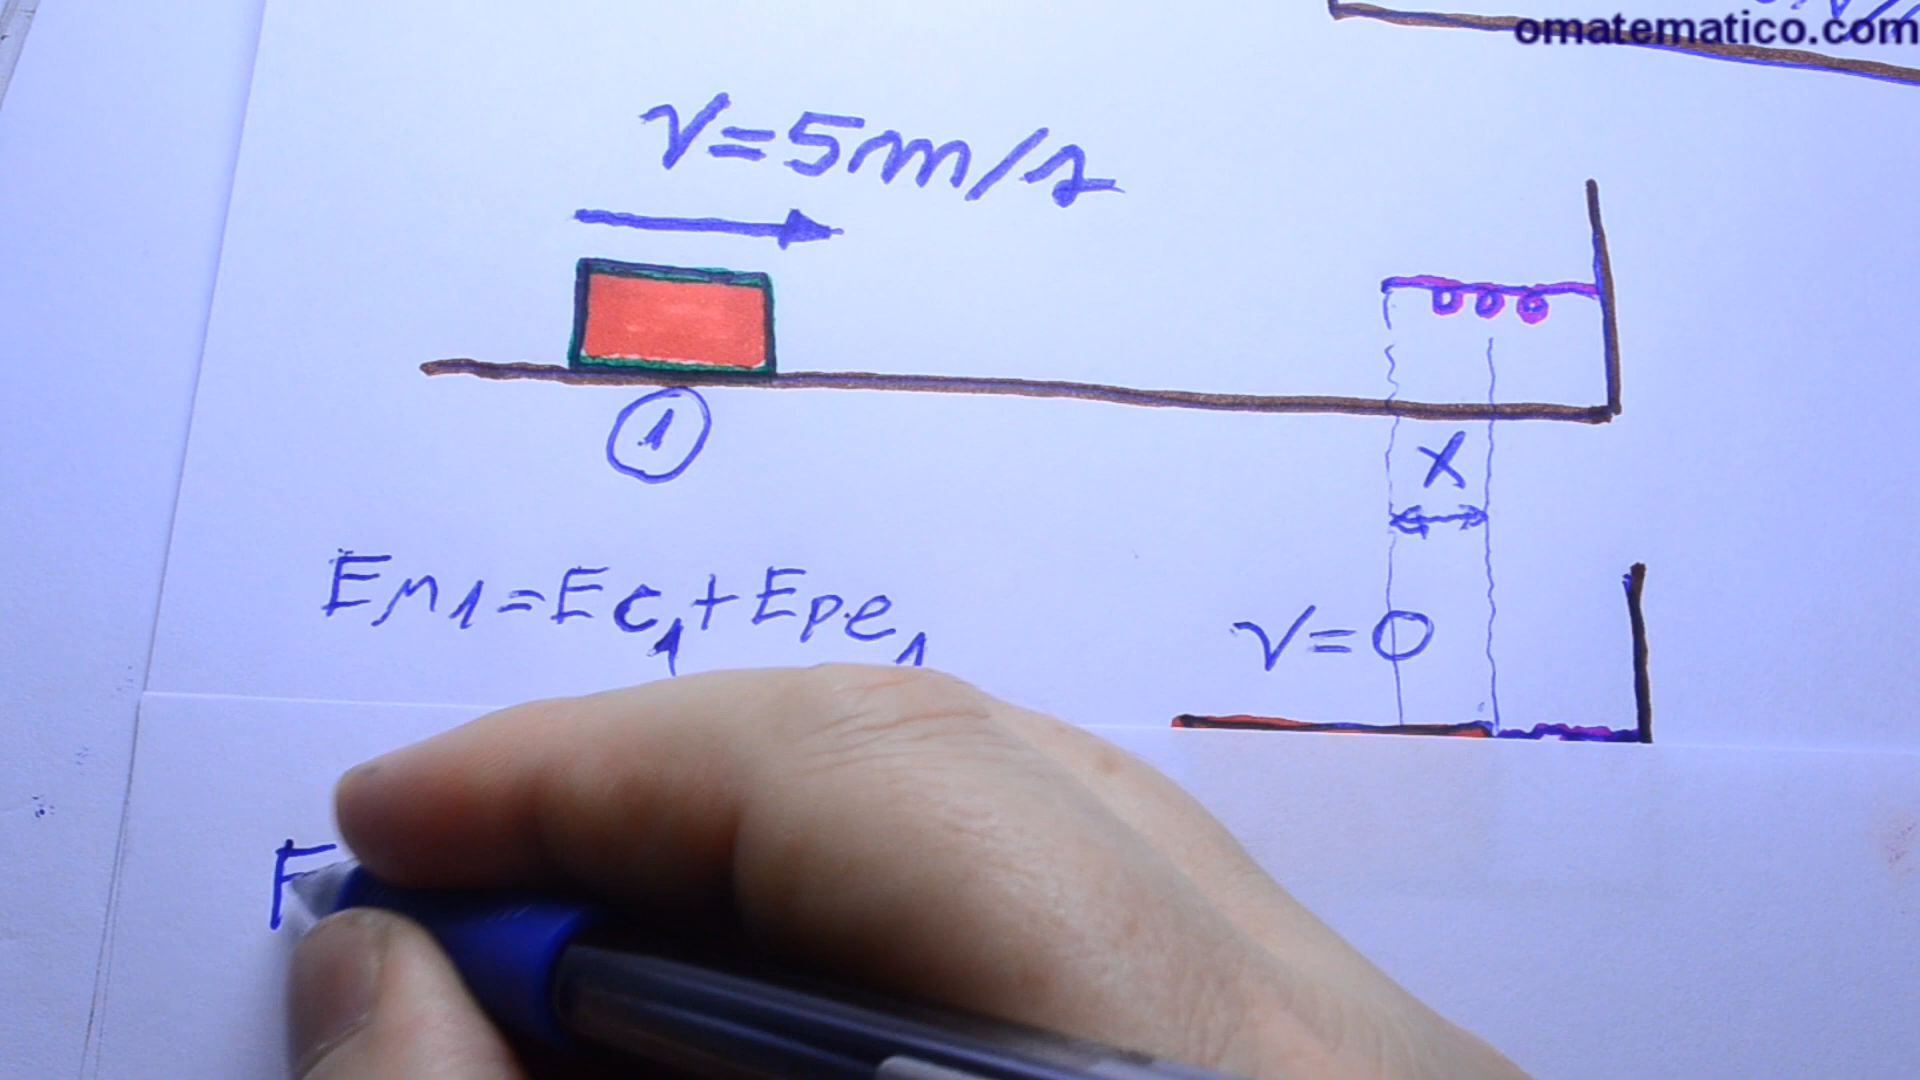 omatematico.com
V=5m/s
1
X
Em1=Ec1+Epe1
V=0
E